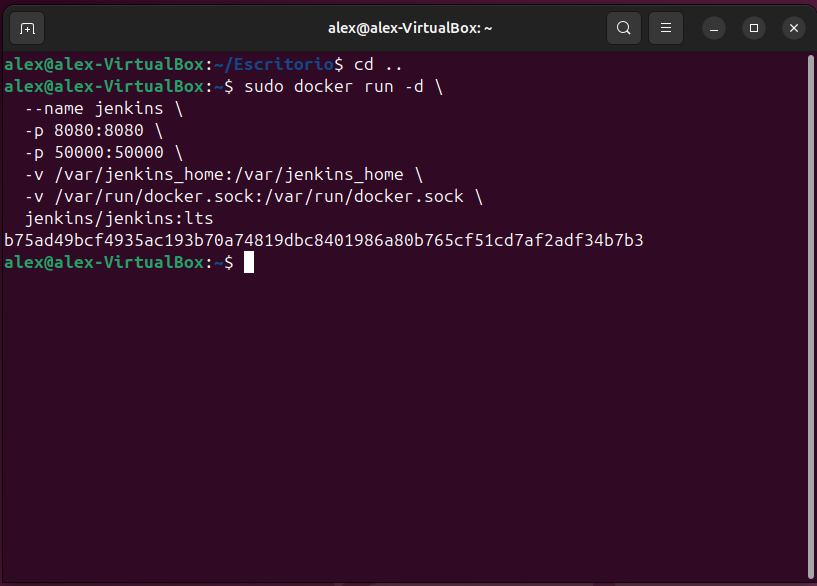 alex@alex-VirtualBox: ~
alex@alex-VirtualBox:~/Escritorio$ cd ..
alex@alex-VirtualBox:~$ sudo docker run -d \
  --name jenkins \
  -p 8080:8080 \
  -p 50000:50000 \
  -v /var/jenkins_home:/var/jenkins_home \
  -v /var/run/docker.sock:/var/run/docker.sock \
  jenkins/jenkins:lts
b75ad49bcf4935ac193b70a74819dbc8401986a80b765cf51cd7af2adf34b7b3
alex@alex-VirtualBox:~$